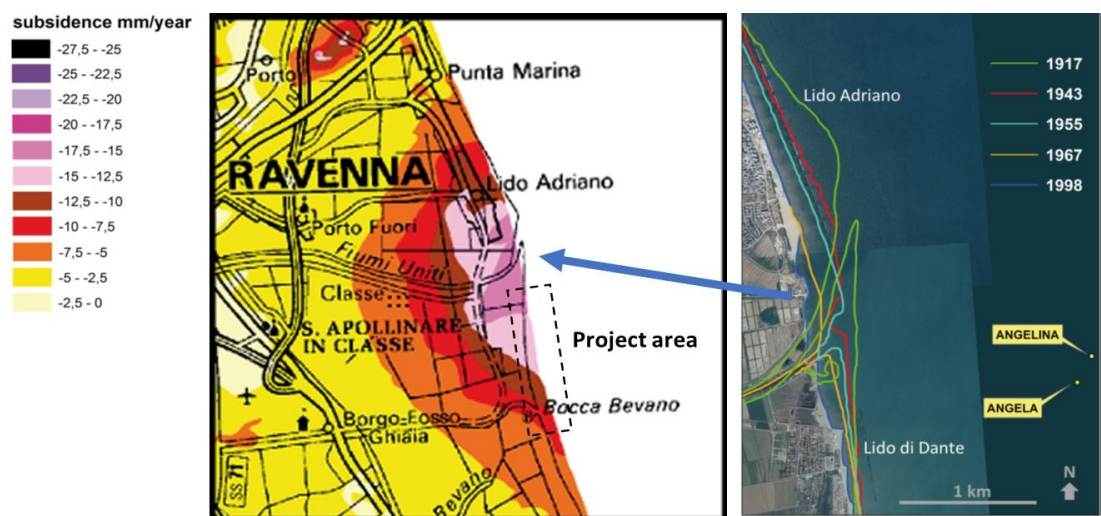 subsidence mm/year
-27,5 - -25
-25 - -22,5
-22,5 - -20
-20 - -17,5
-17,5 - -15
-15 - -12,5
-12,5 - -10
-10 - -7,5
-7,5 - -5
-5 - -2,5
-2,5 - 0
Porto
Punta Marina
RAVENNA
Lido Adriano
Porto Fuori
Fiumi Uniti
Classe
S. APOLLINARE
IN CLASSE
Project area
Bocca Bevano
Borgo-Fosso
Ghiaia
SS 71
Bevano
1917
1943
1955
1967
1998
Lido Adriano
ANGELINA
ANGELA
Lido di Dante
N
1 km